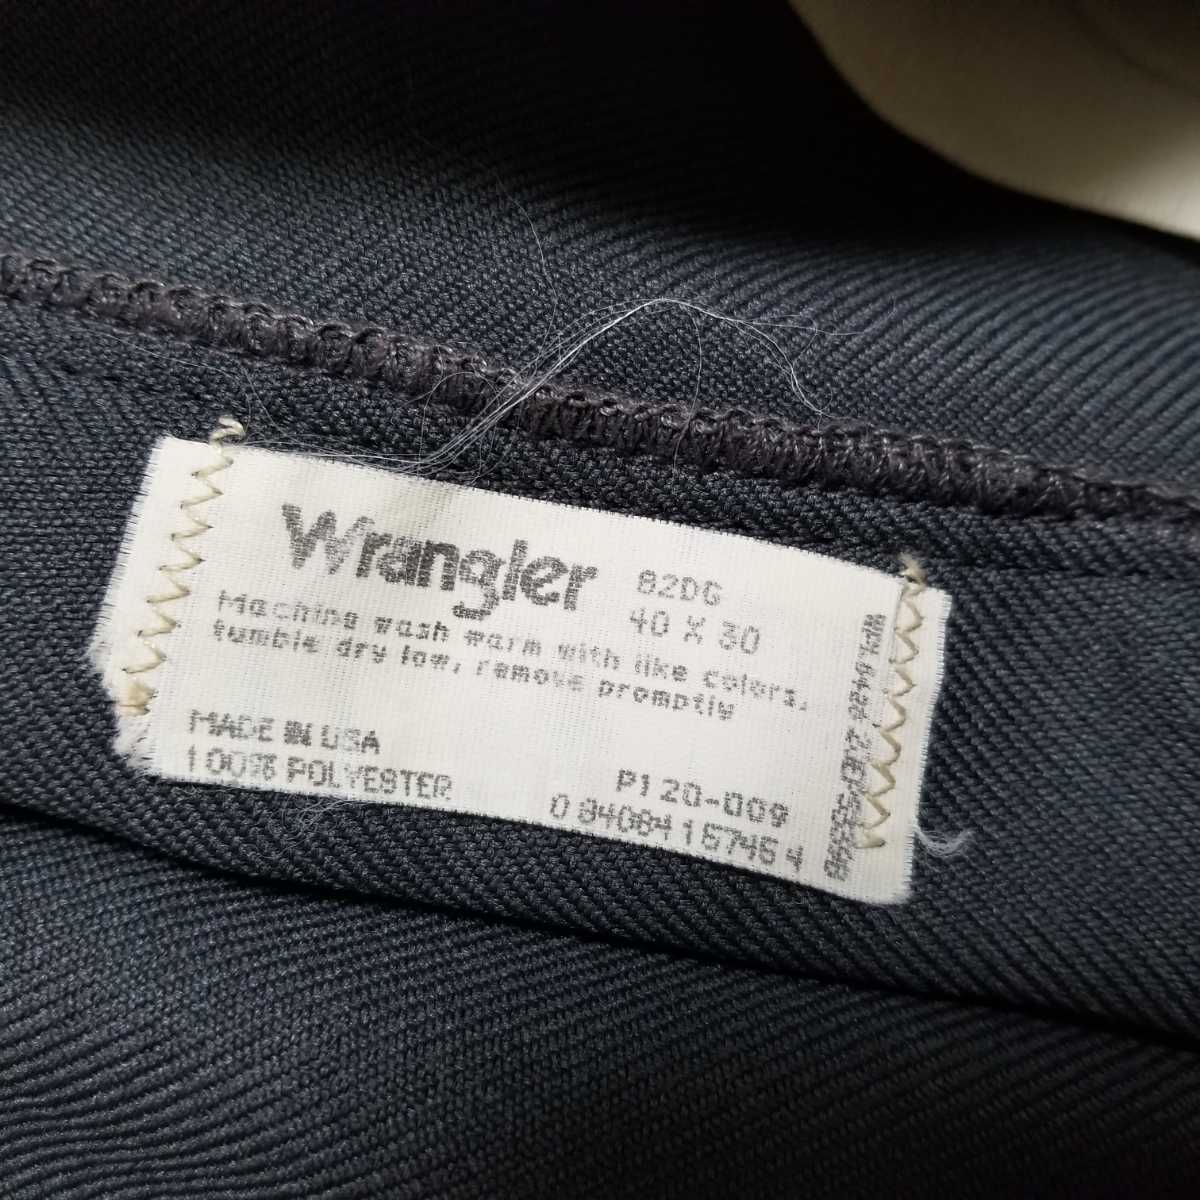 Wrangler
82DG
40 X 30
Machine wash warm with like colors,
tumble dry low, remove promptly
MADE IN USA
100% POLYESTER
P120-009
0 94084 15746 4